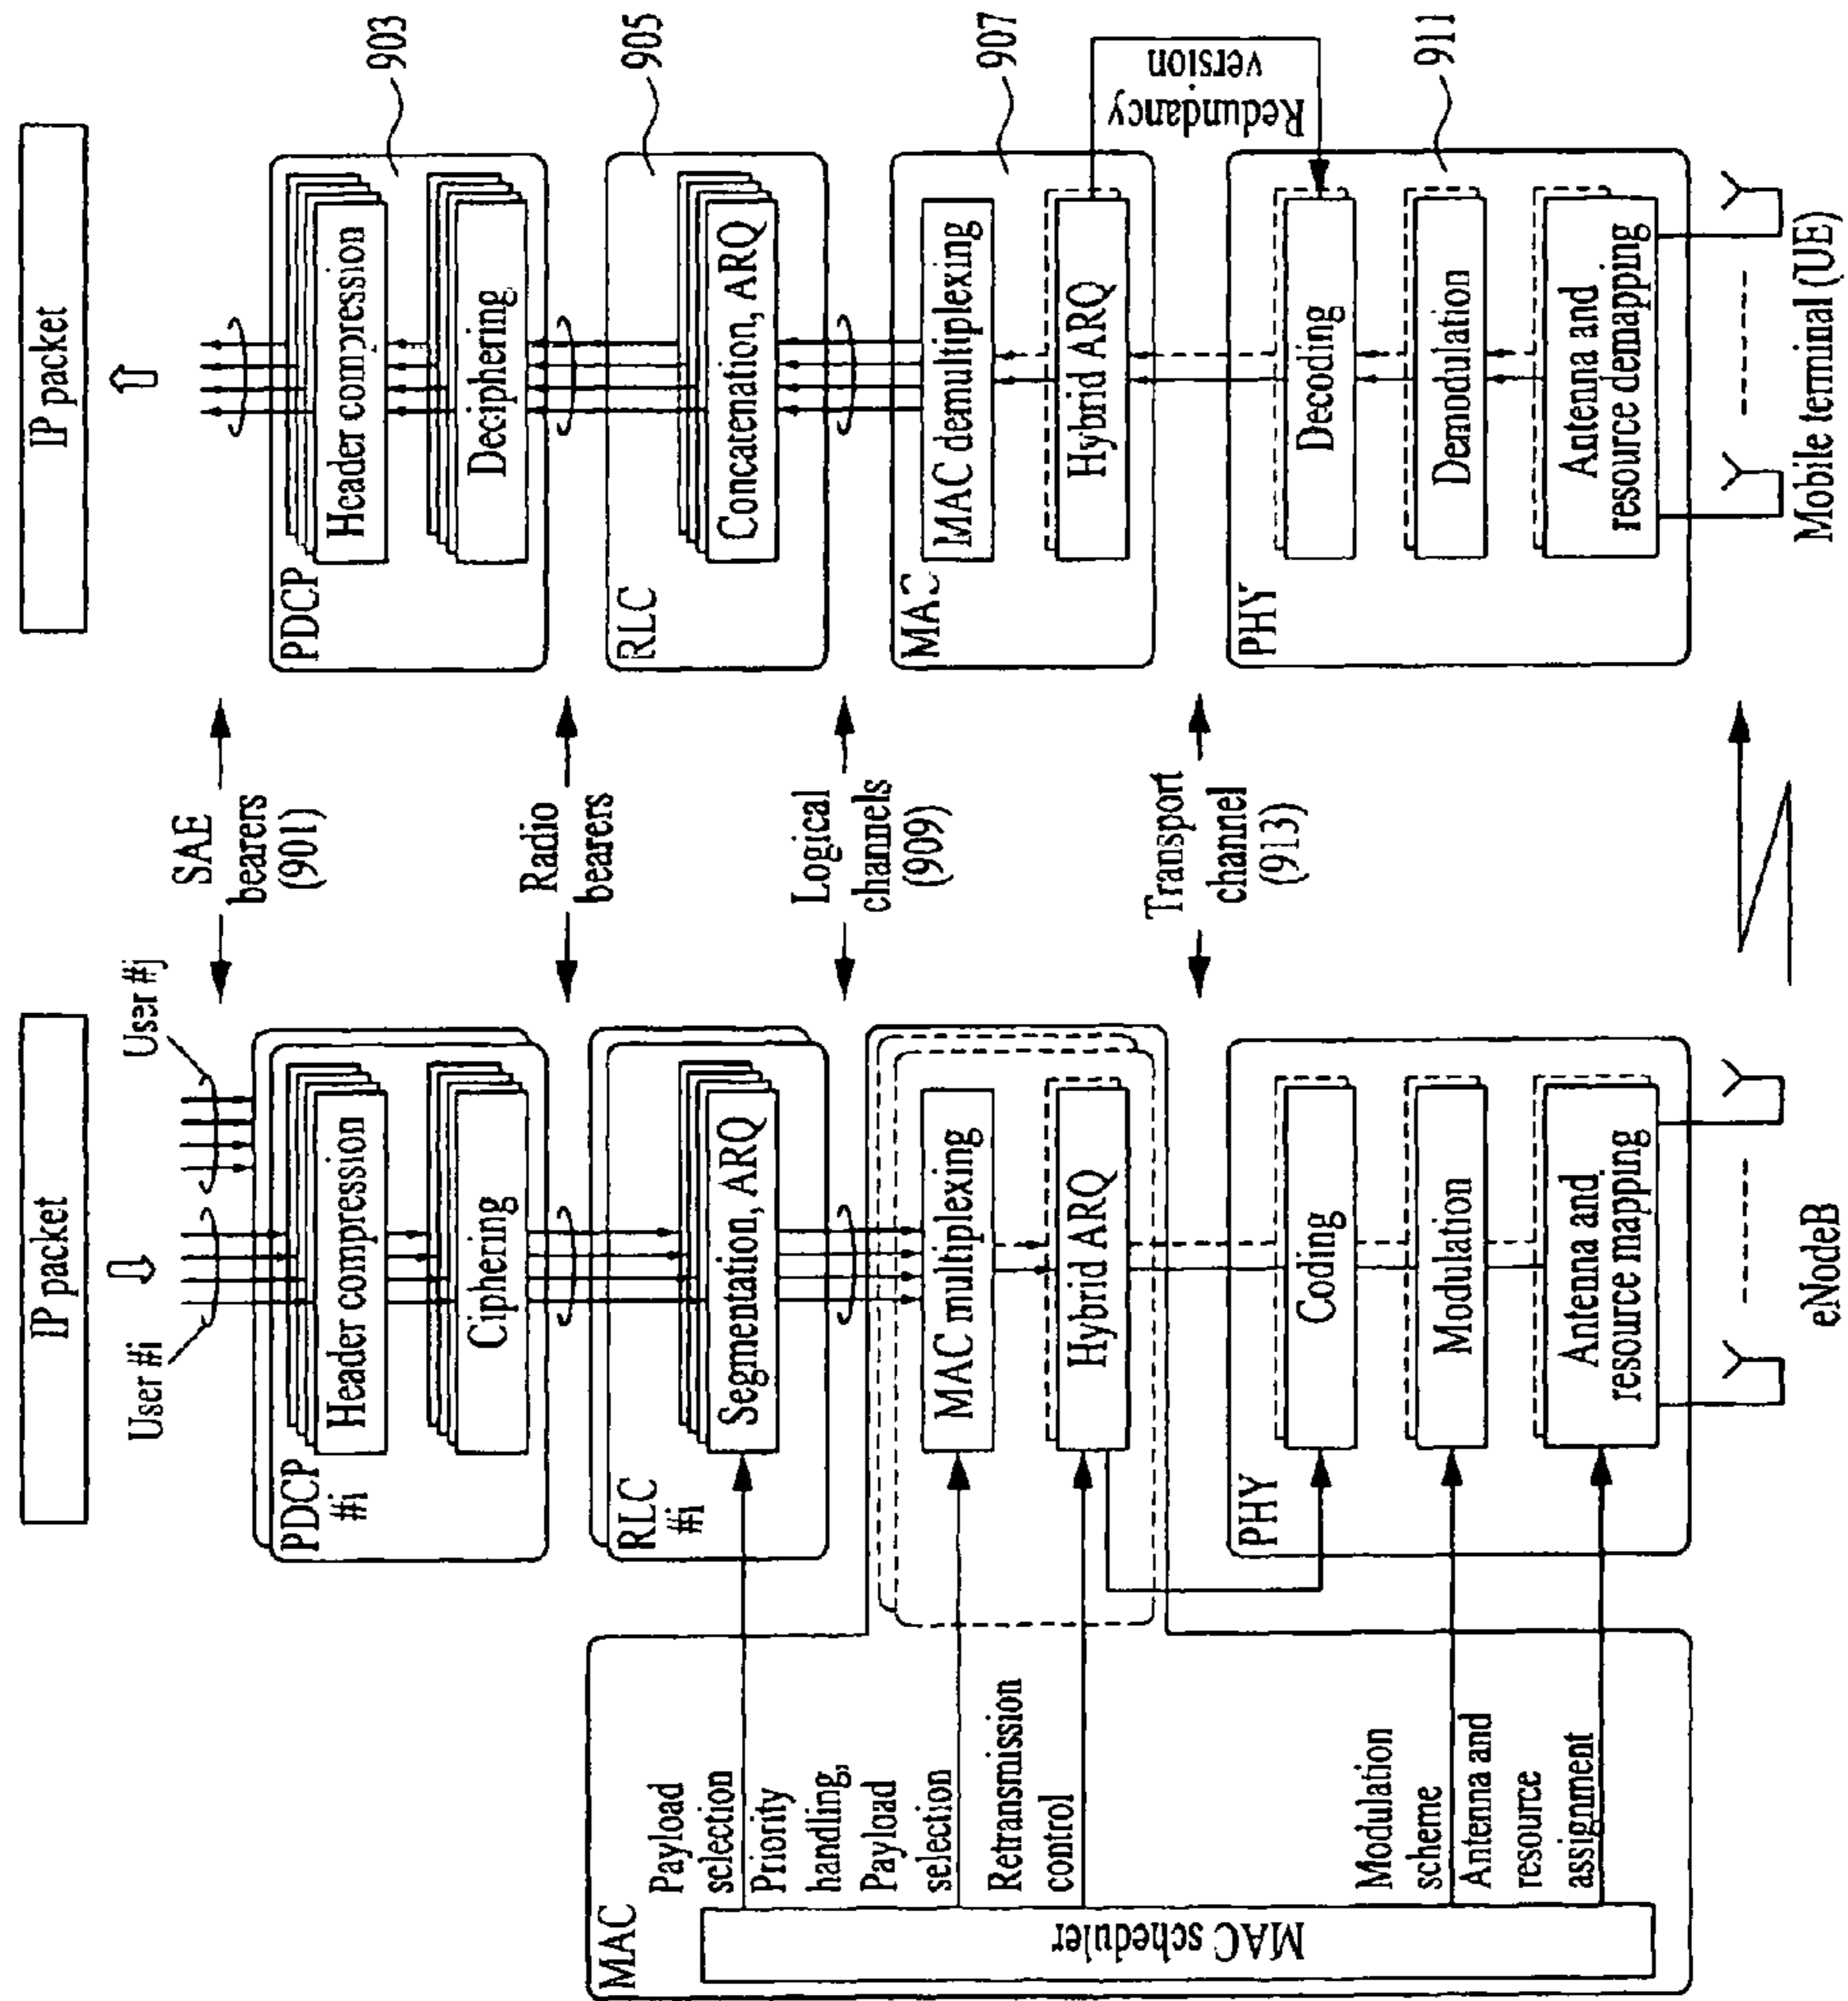 IP packet
User #i
User #j
PDCP
#i
Header compression
Ciphering
RLC
#i
Segmentation, ARQ
MAC
MAC scheduler
Payload
selection
Priority
handling,
Payload
selection
Retransmission
control
Modulation
scheme
Antenna and
resource
assignment
MAC multiplexing
Hybrid ARQ
PHY
Coding
Modulation
Antenna and
resource mapping
eNodeB
SAE
bearers
(901)
Radio
bearers
Logical
channels
(909)
Transport
channel
(913)
IP packet
PDCP
Header compression
Deciphering
903
RLC
Concatenation, ARQ
905
MAC
MAC demultiplexing
Hybrid ARQ
907
Redundancy
version
PHY
Decoding
Demodulation
Antenna and
resource demapping
911
Mobile terminal (UE)